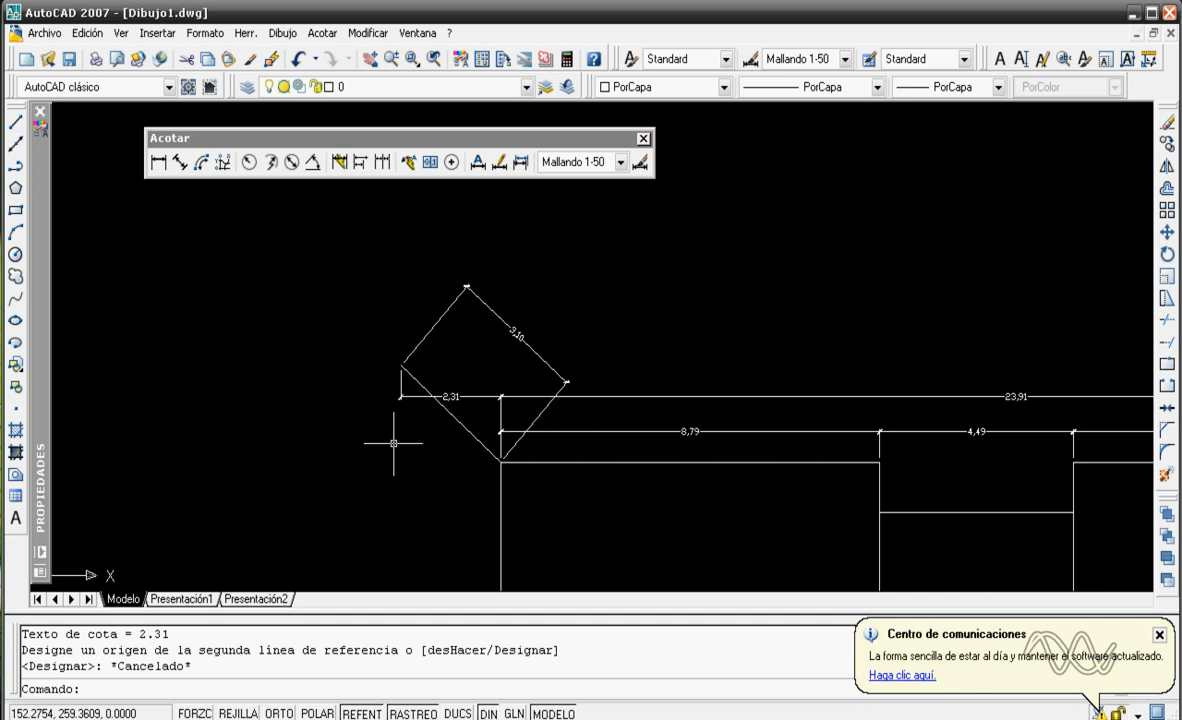 AutoCAD 2007 - [Dibujo1.dwg]
Archivo Edición Ver Insertar Formato Herr. Dibujo Acotar Modificar Ventana ?
Standard Mallando 1-50 Standard
AutoCAD clásico 0 PorCapa PorCapa PorCapa PorColor
Acotar
Mallando 1-50
3,10
2,31 23,91
8,79 4,49
PROPIEDADES
X
Modelo Presentación1 Presentación2
Texto de cota = 2.31
Designe un origen de la segunda línea de referencia o [desHacer/Designar]
<Designar>: *Cancelado*
Comando:
Centro de comunicaciones
La forma sencilla de estar al día y mantener el software actualizado.
Haga clic aquí.
152.2754, 259.3609, 0.0000 FORZC REJILLA ORTO POLAR REFENT RASTREO DUCS DIN GLN MODELO